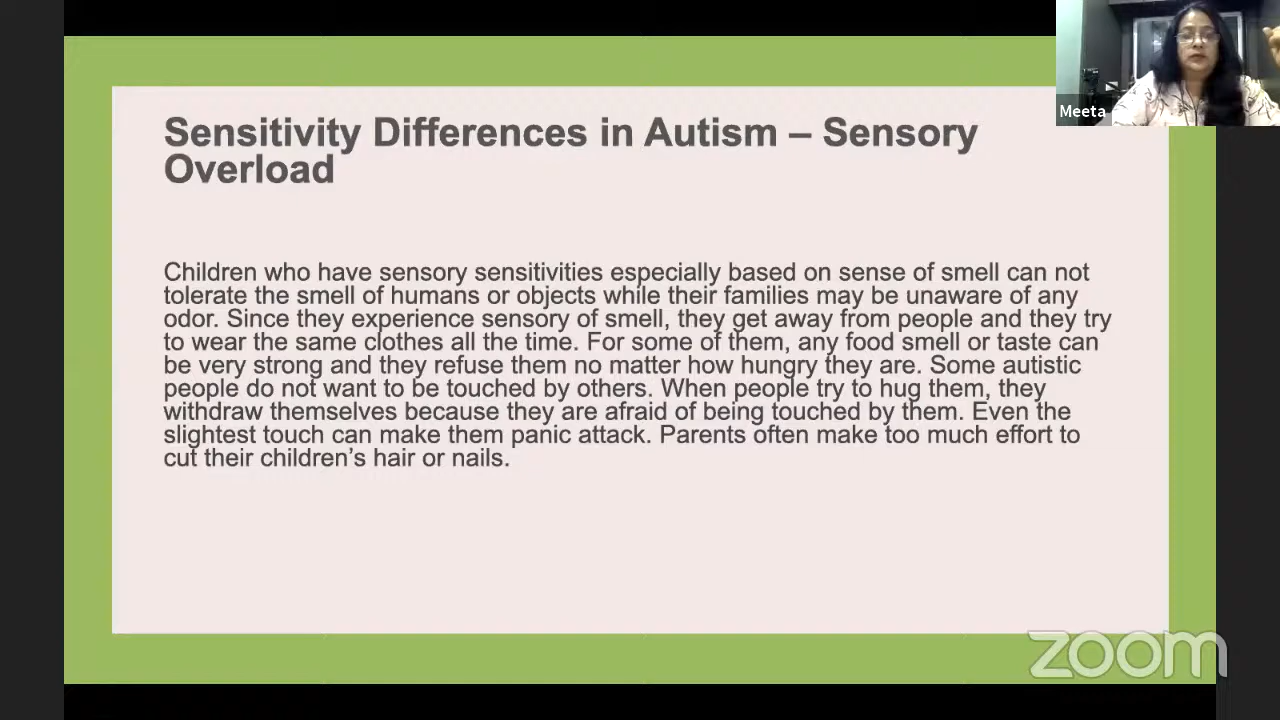 Sensitivity Differences in Autism – Sensory
Overload
Children who have sensory sensitivities especially based on sense of smell can not
tolerate the smell of humans or objects while their families may be unaware of any
odor. Since they experience sensory of smell, they get away from people and they try
to wear the same clothes all the time. For some of them, any food smell or taste can
be very strong and they refuse them no matter how hungry they are. Some autistic
people do not want to be touched by others. When people try to hug them, they
withdraw themselves because they are afraid of being touched by them. Even the
slightest touch can make them panic attack. Parents often make too much effort to
cut their children’s hair or nails.
Meeta
zoom